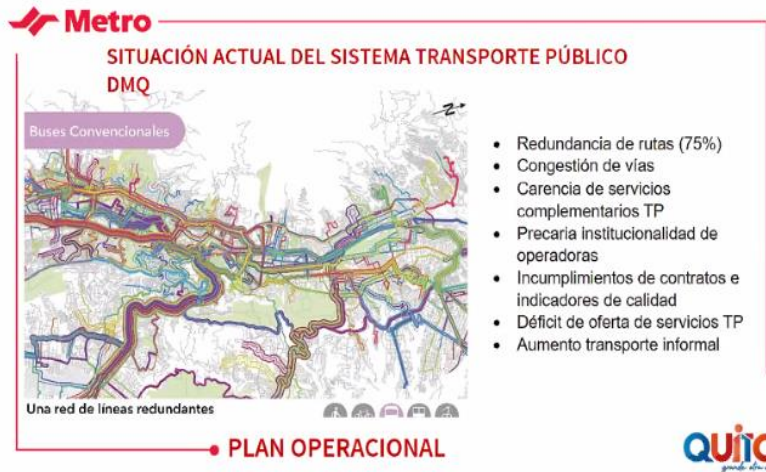 Metro
SITUACIÓN ACTUAL DEL SISTEMA TRANSPORTE PÚBLICO
DMQ
Buses Convencionales
• Redundancia de rutas (75%)
• Congestión de vías
• Carencia de servicios
complementarios TP
• Precaria institucionalidad de
operadoras
• Incumplimientos de contratos e
indicadores de calidad
• Déficit de oferta de servicios TP
• Aumento transporte informal
Una red de líneas redundantes
PLAN OPERACIONAL
QUITO
grande otra